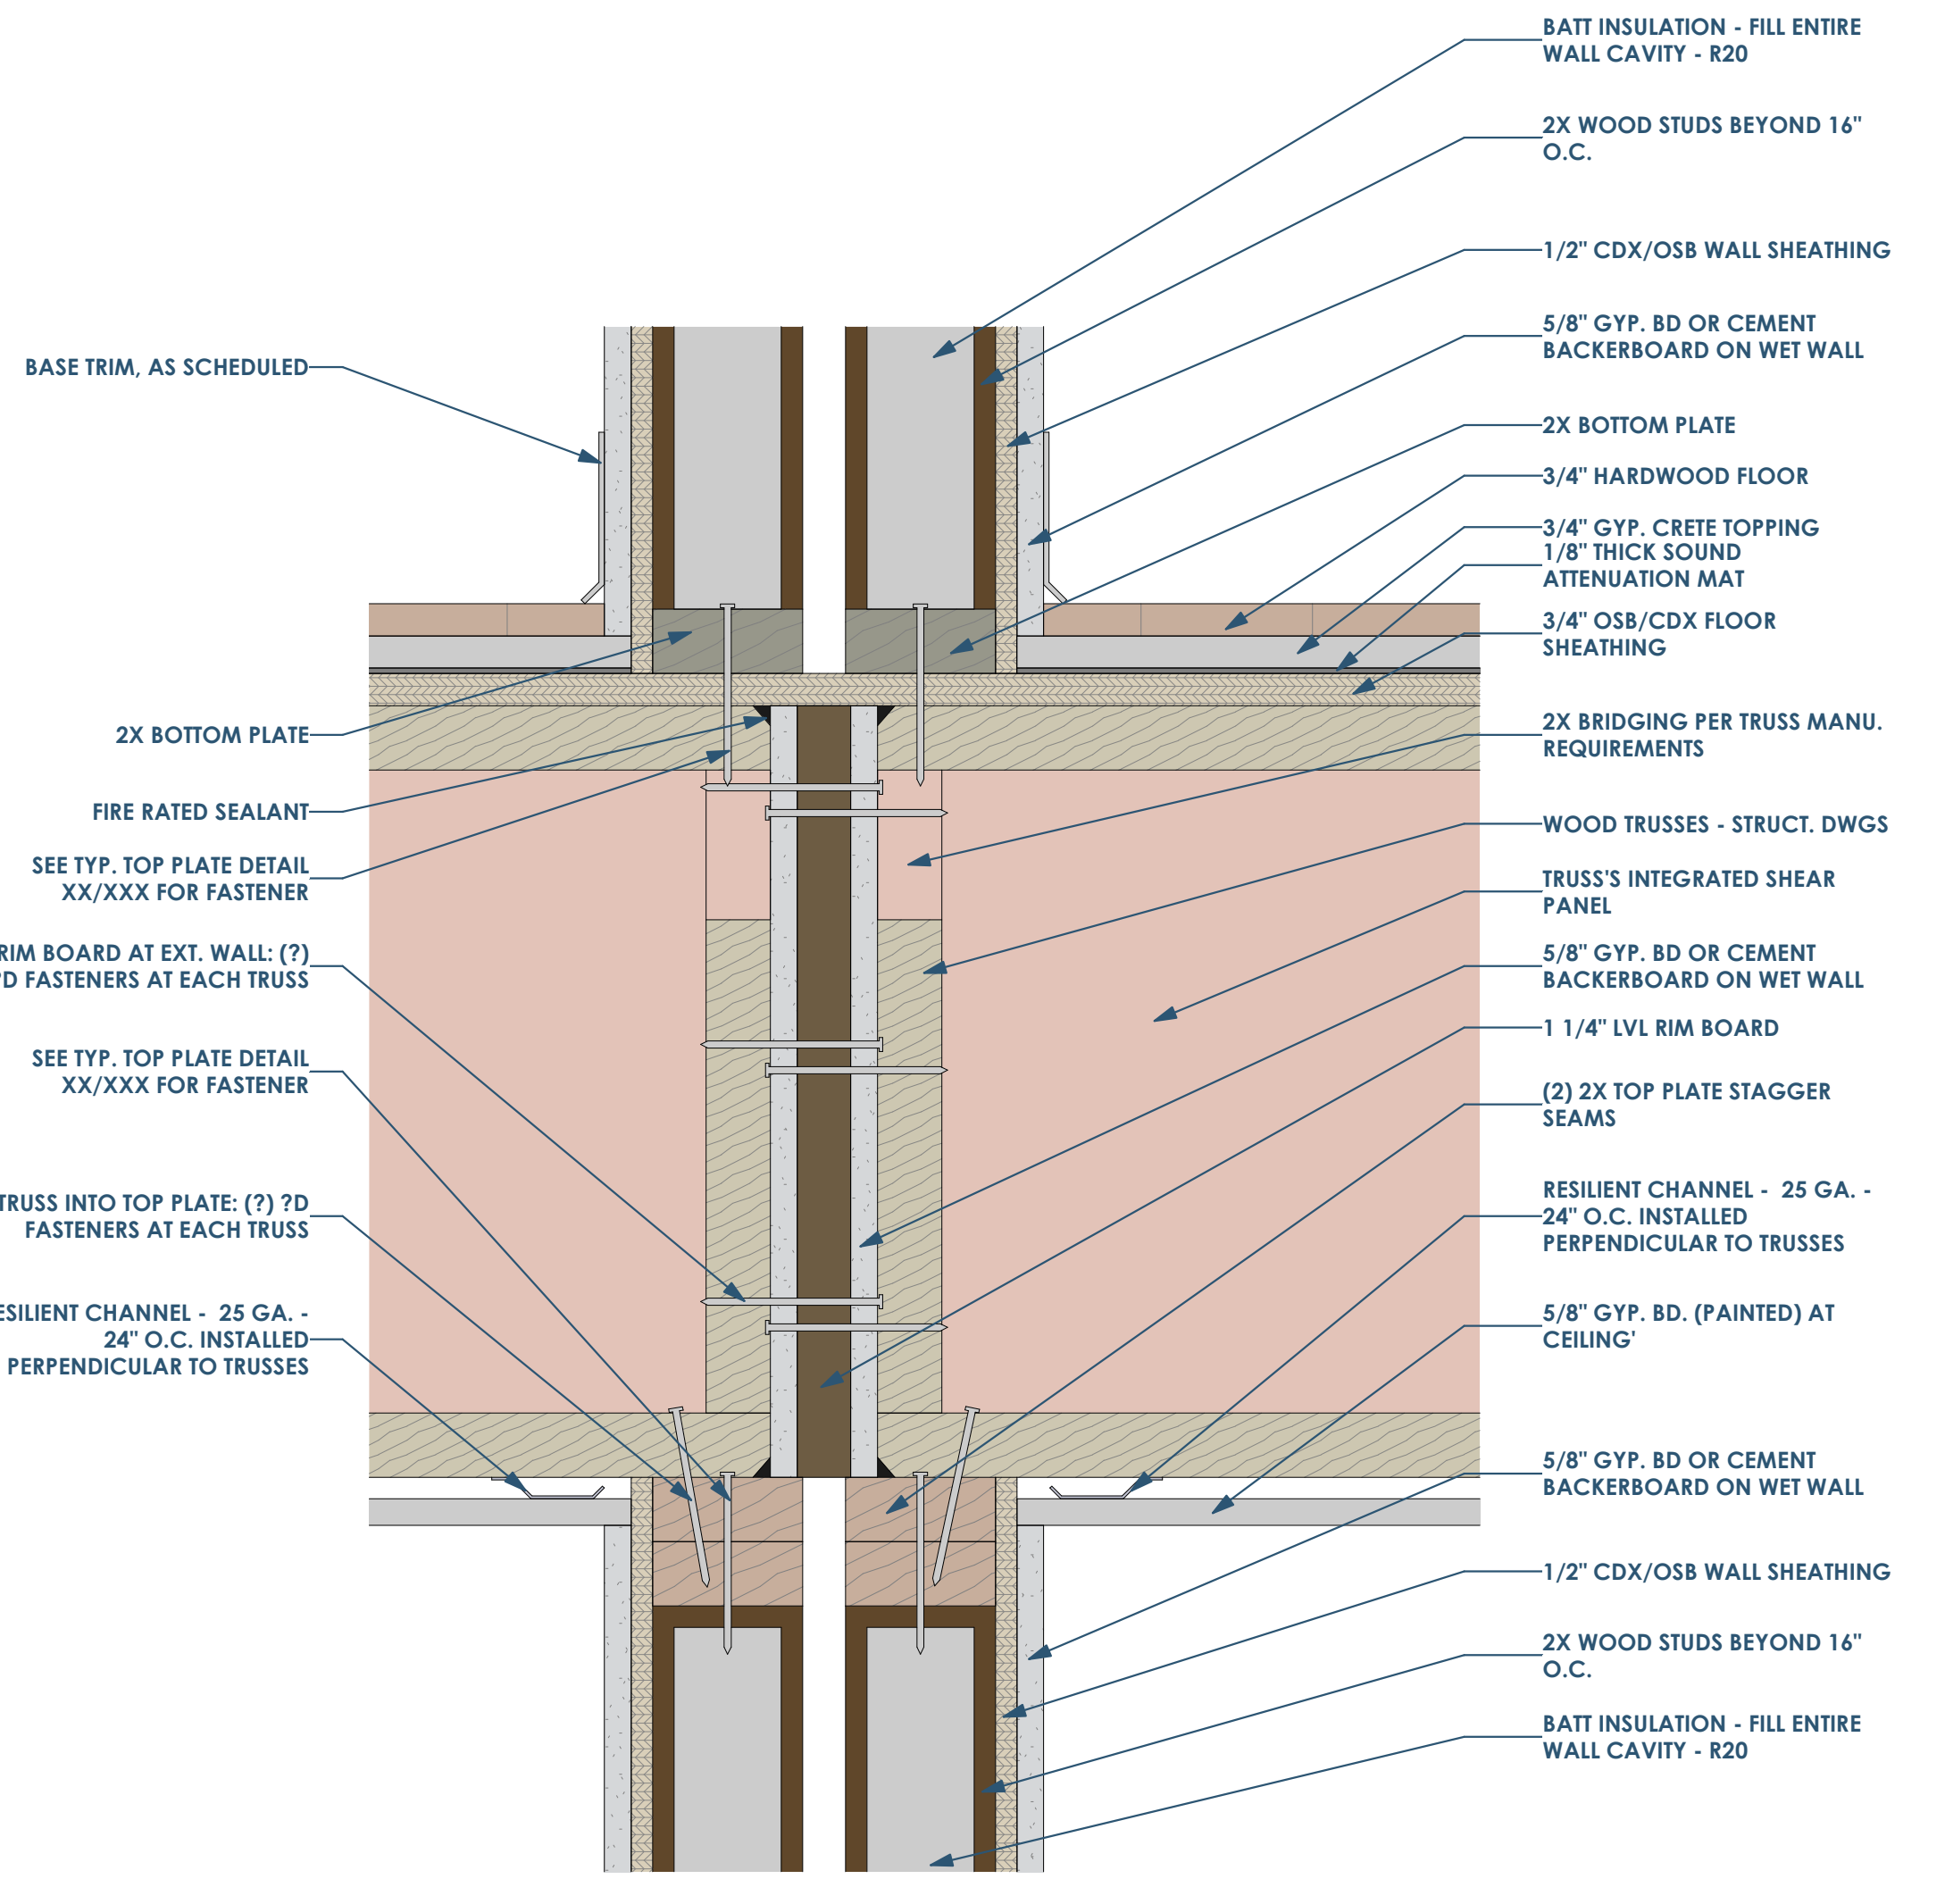 BASE TRIM, AS SCHEDULED
2X BOTTOM PLATE
FIRE RATED SEALANT
SEE TYP. TOP PLATE DETAIL
XX/XXX FOR FASTENER
RIM BOARD AT EXT. WALL: (?)
?D FASTENERS AT EACH TRUSS
SEE TYP. TOP PLATE DETAIL
XX/XXX FOR FASTENER
TRUSS INTO TOP PLATE: (?) ?D
FASTENERS AT EACH TRUSS
ESILIENT CHANNEL - 25 GA. -
24" O.C. INSTALLED
PERPENDICULAR TO TRUSSES
BATT INSULATION - FILL ENTIRE
WALL CAVITY - R20
2X WOOD STUDS BEYOND 16"
O.C.
1/2" CDX/OSB WALL SHEATHING
5/8" GYP. BD OR CEMENT
BACKERBOARD ON WET WALL
2X BOTTOM PLATE
3/4" HARDWOOD FLOOR
3/4" GYP. CRETE TOPPING
1/8" THICK SOUND
ATTENUATION MAT
3/4" OSB/CDX FLOOR
SHEATHING
2X BRIDGING PER TRUSS MANU.
REQUIREMENTS
WOOD TRUSSES - STRUCT. DWGS
TRUSS'S INTEGRATED SHEAR
PANEL
5/8" GYP. BD OR CEMENT
BACKERBOARD ON WET WALL
1 1/4" LVL RIM BOARD
(2) 2X TOP PLATE STAGGER
SEAMS
RESILIENT CHANNEL - 25 GA. -
24" O.C. INSTALLED
PERPENDICULAR TO TRUSSES
5/8" GYP. BD. (PAINTED) AT
CEILING'
5/8" GYP. BD OR CEMENT
BACKERBOARD ON WET WALL
1/2" CDX/OSB WALL SHEATHING
2X WOOD STUDS BEYOND 16"
O.C.
BATT INSULATION - FILL ENTIRE
WALL CAVITY - R20